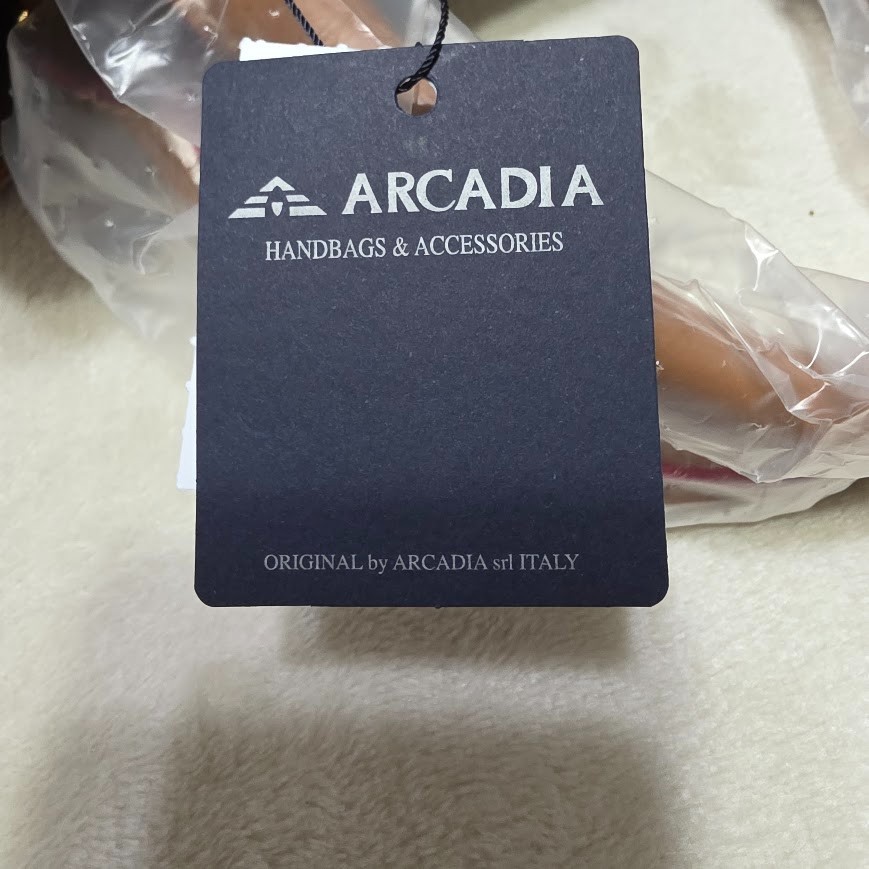 ARCADIA
HANDBAGS & ACCESSORIES
ORIGINAL by ARCADIA srl ITALY